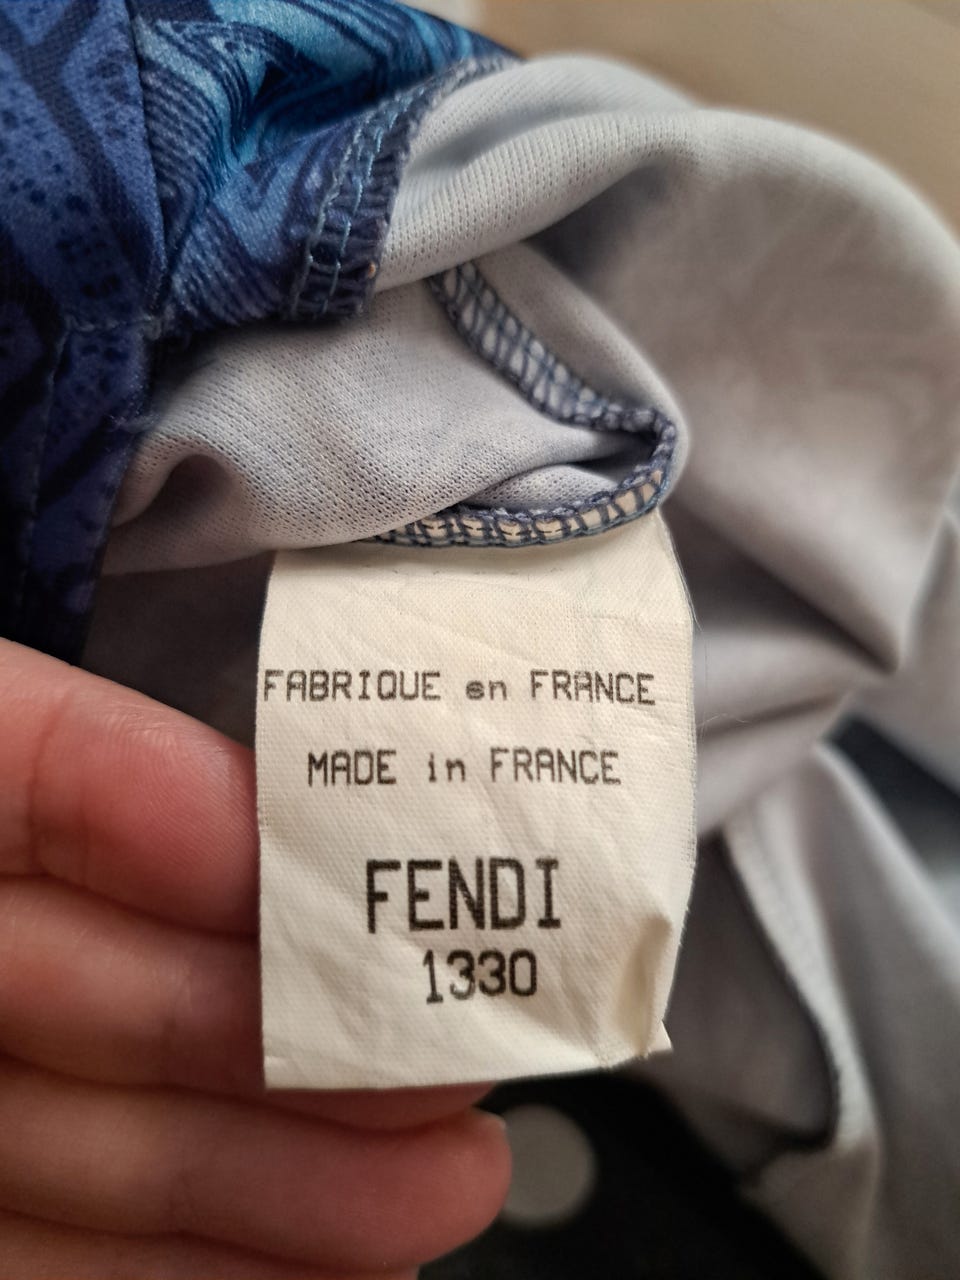 FABRIQUE en FRANCE
MADE in FRANCE
FENDI
1330